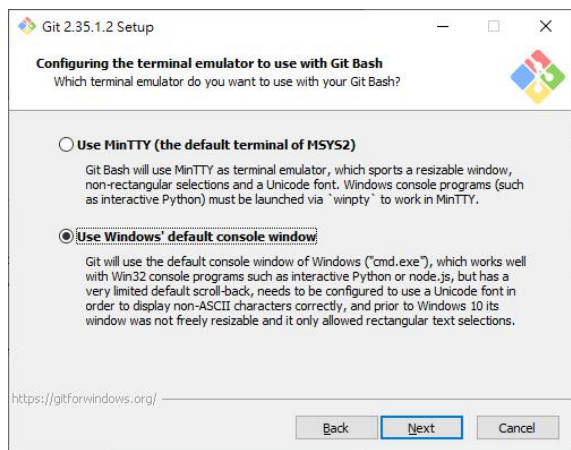 Git 2.35.1.2 Setup
Configuring the terminal emulator to use with Git Bash
Which terminal emulator do you want to use with your Git Bash?
Use MinTTY (the default terminal of MSYS2)
Git Bash will use MinTTY as terminal emulator, which sports a resizable window,
non-rectangular selections and a Unicode font. Windows console programs (such
as interactive Python) must be launched via `winpty` to work in MinTTY.
Use Windows' default console window
Git will use the default console window of Windows ("cmd.exe"), which works well
with Win32 console programs such as interactive Python or node.js, but has a
very limited default scroll-back, needs to be configured to use a Unicode font in
order to display non-ASCII characters correctly, and prior to Windows 10 its
window was not freely resizable and it only allowed rectangular text selections.
https://gitforwindows.org/
Back Next Cancel